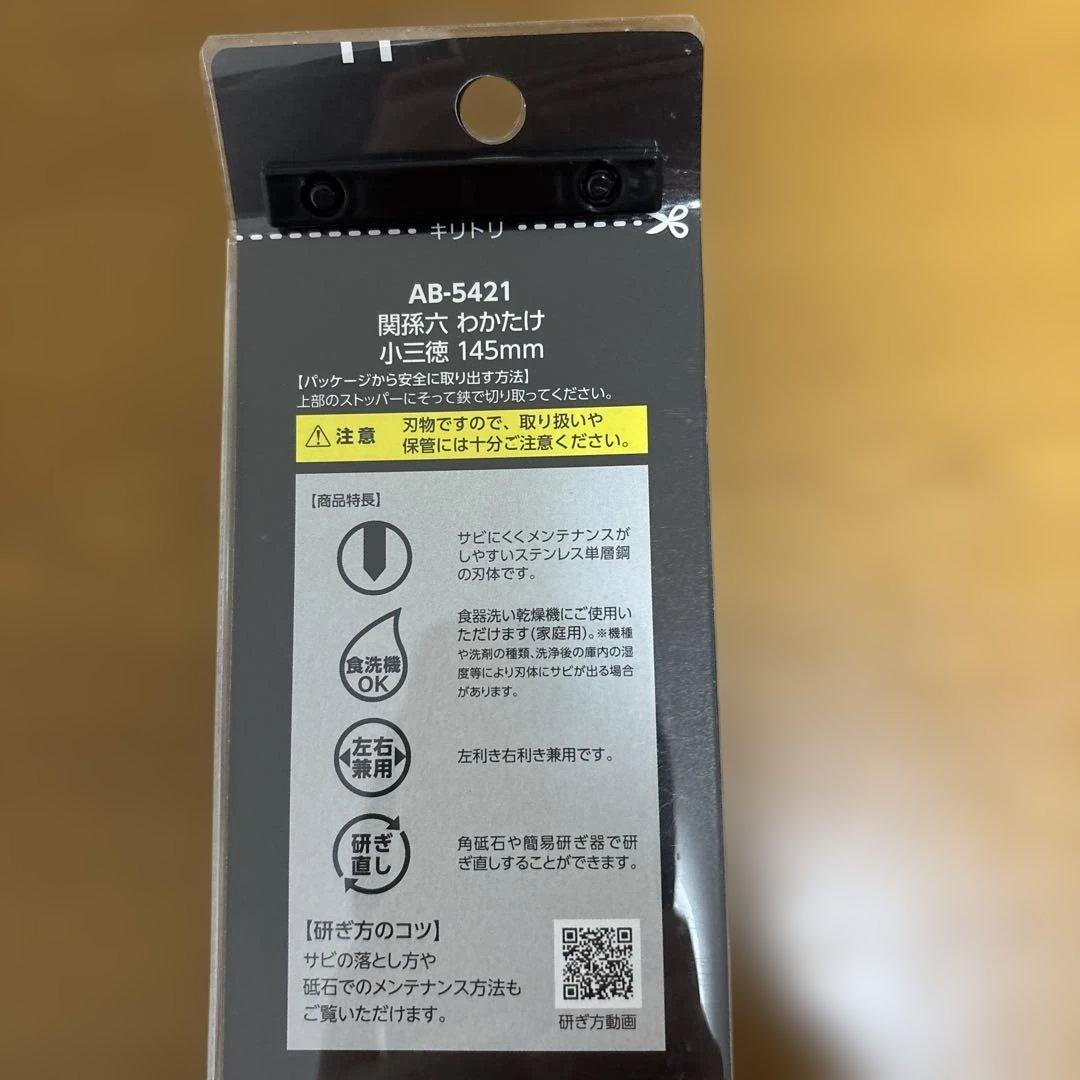 キリトリ
AB-5421
関孫六 わかたけ
小三徳 145mm
【パッケージから安全に取り出す方法】
上部のストッパーにそって鋏で切り取ってください。
注意
刃物ですので、取り扱いや
保管には十分ご注意ください。
【商品特長】
サビにくくメンテナンスが
しやすいステンレス単層鋼
の刃体です。
食洗機
OK
食器洗い乾燥機にご使用い
ただけます(家庭用)。※機種
や洗剤の種類、洗浄後の庫内の湿
度等により刃体にサビが出る場合
があります。
左右
兼用
左利き右利き兼用です。
研ぎ
直し
角砥石や簡易研ぎ器で研
ぎ直しすることができます。
【研ぎ方のコツ】
サビの落とし方や
砥石でのメンテナンス方法も
ご覧いただけます。
研ぎ方動画